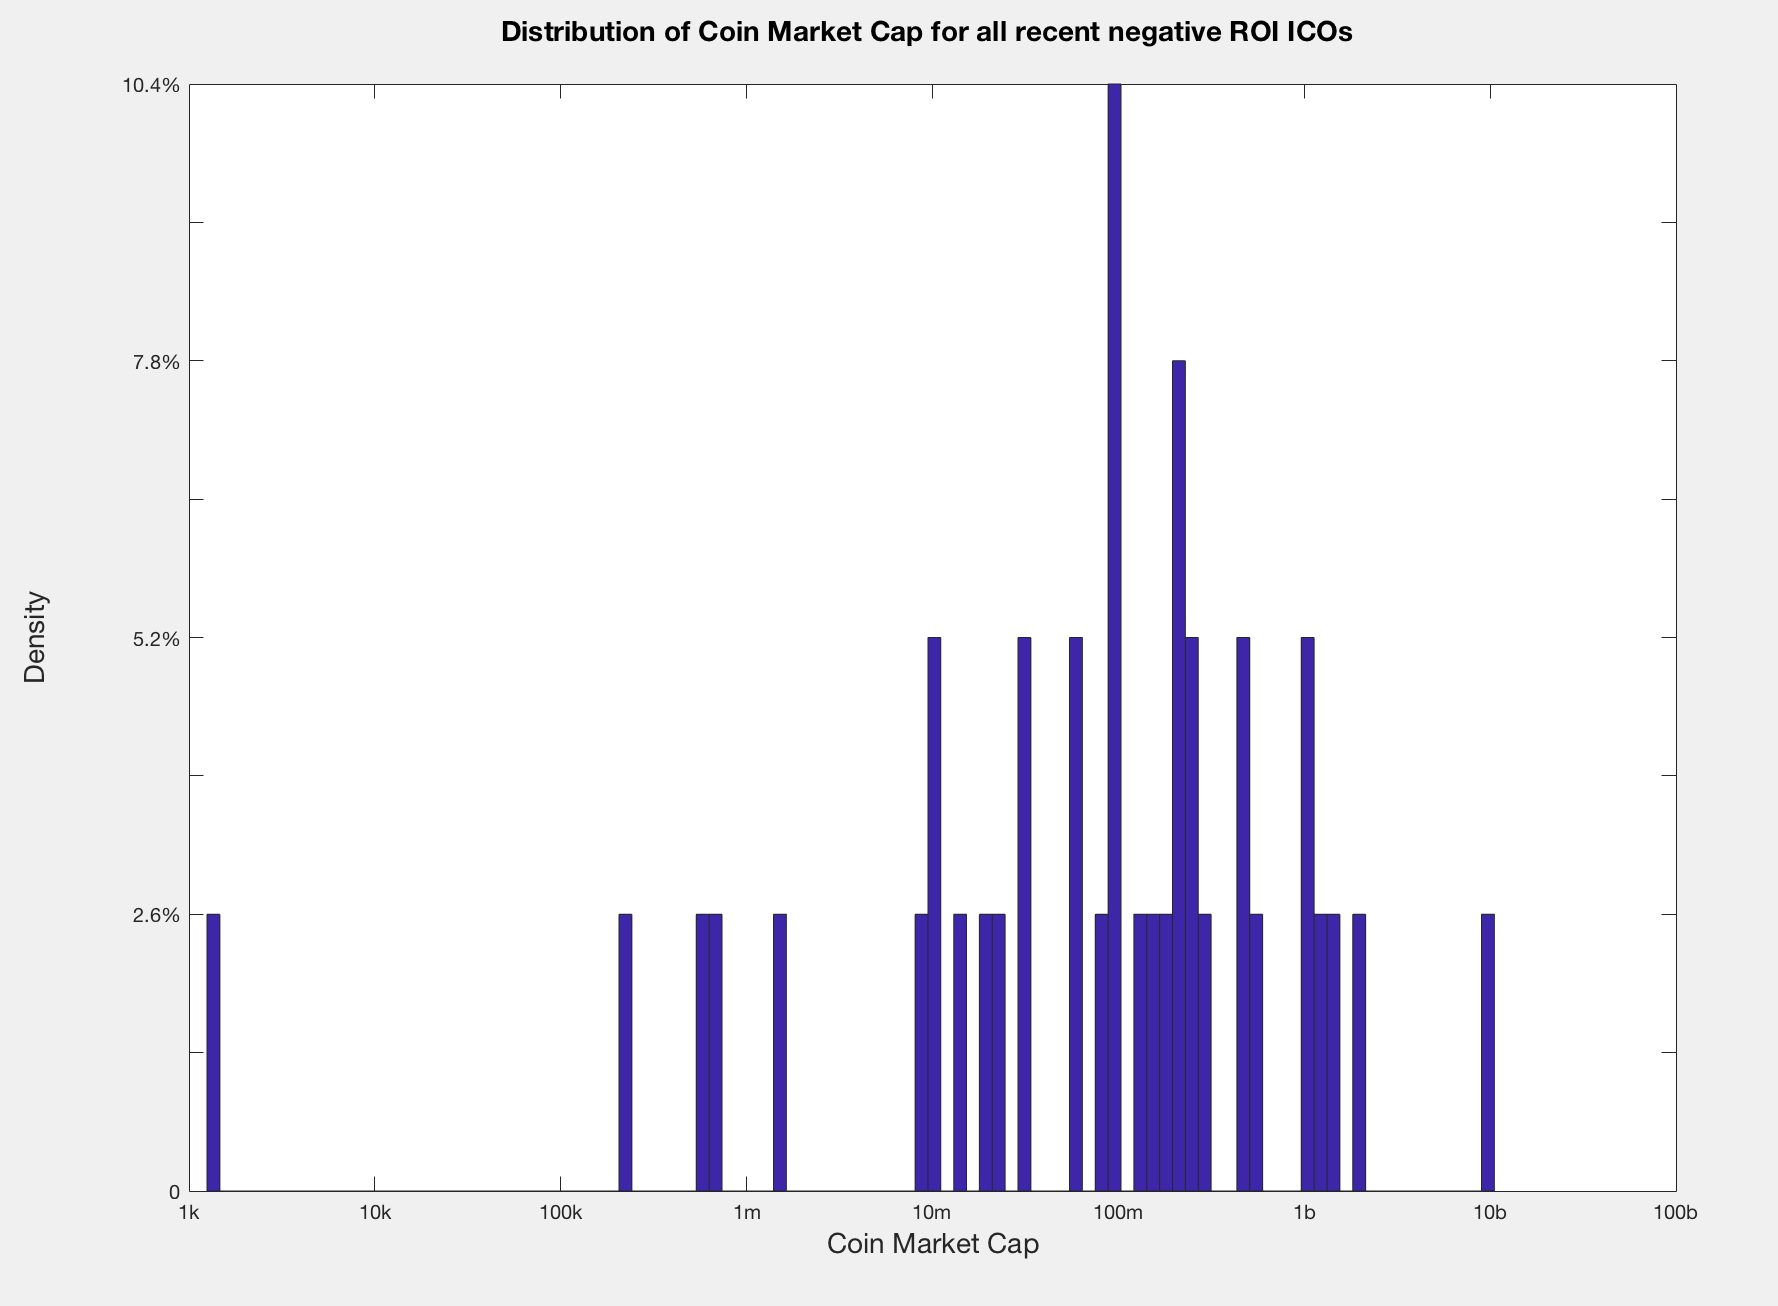 Distribution of Coin Market Cap for all recent negative ROI ICOs
10.4%
7.8%
5.2%
2.6%
0
Density
1k 10k 100k 1m 10m 100m 1b 10b 100b
Coin Market Cap